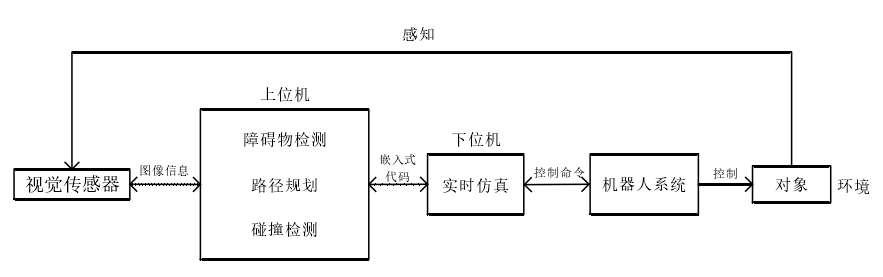 感知
上位机
障碍物检测
路径规划
碰撞检测
视觉传感器
图像信息
嵌入式
代码
下位机
实时仿真
控制命令
机器人系统
控制
对象
环境